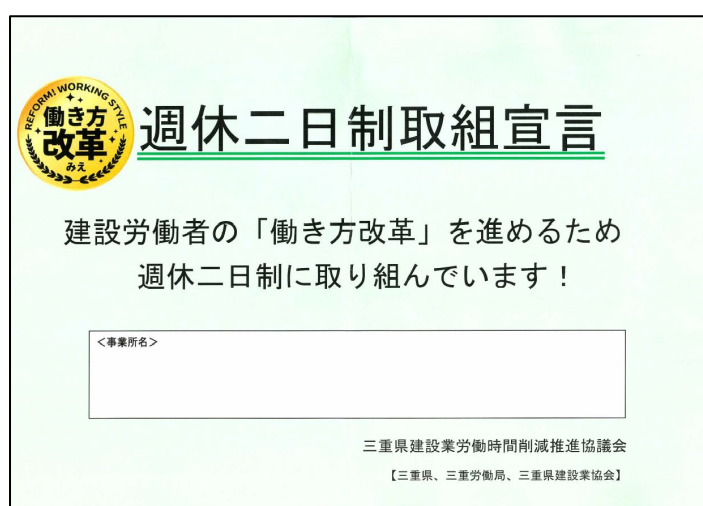 REFORM! WORKING STYLE
働き方
改革
みえ
週休二日制取組宣言
建設労働者の「働き方改革」を進めるため
週休二日制に取り組んでいます!
<事業所名>
三重県建設業労働時間削減推進協議会
【三重県、三重労働局、三重県建設業協会】